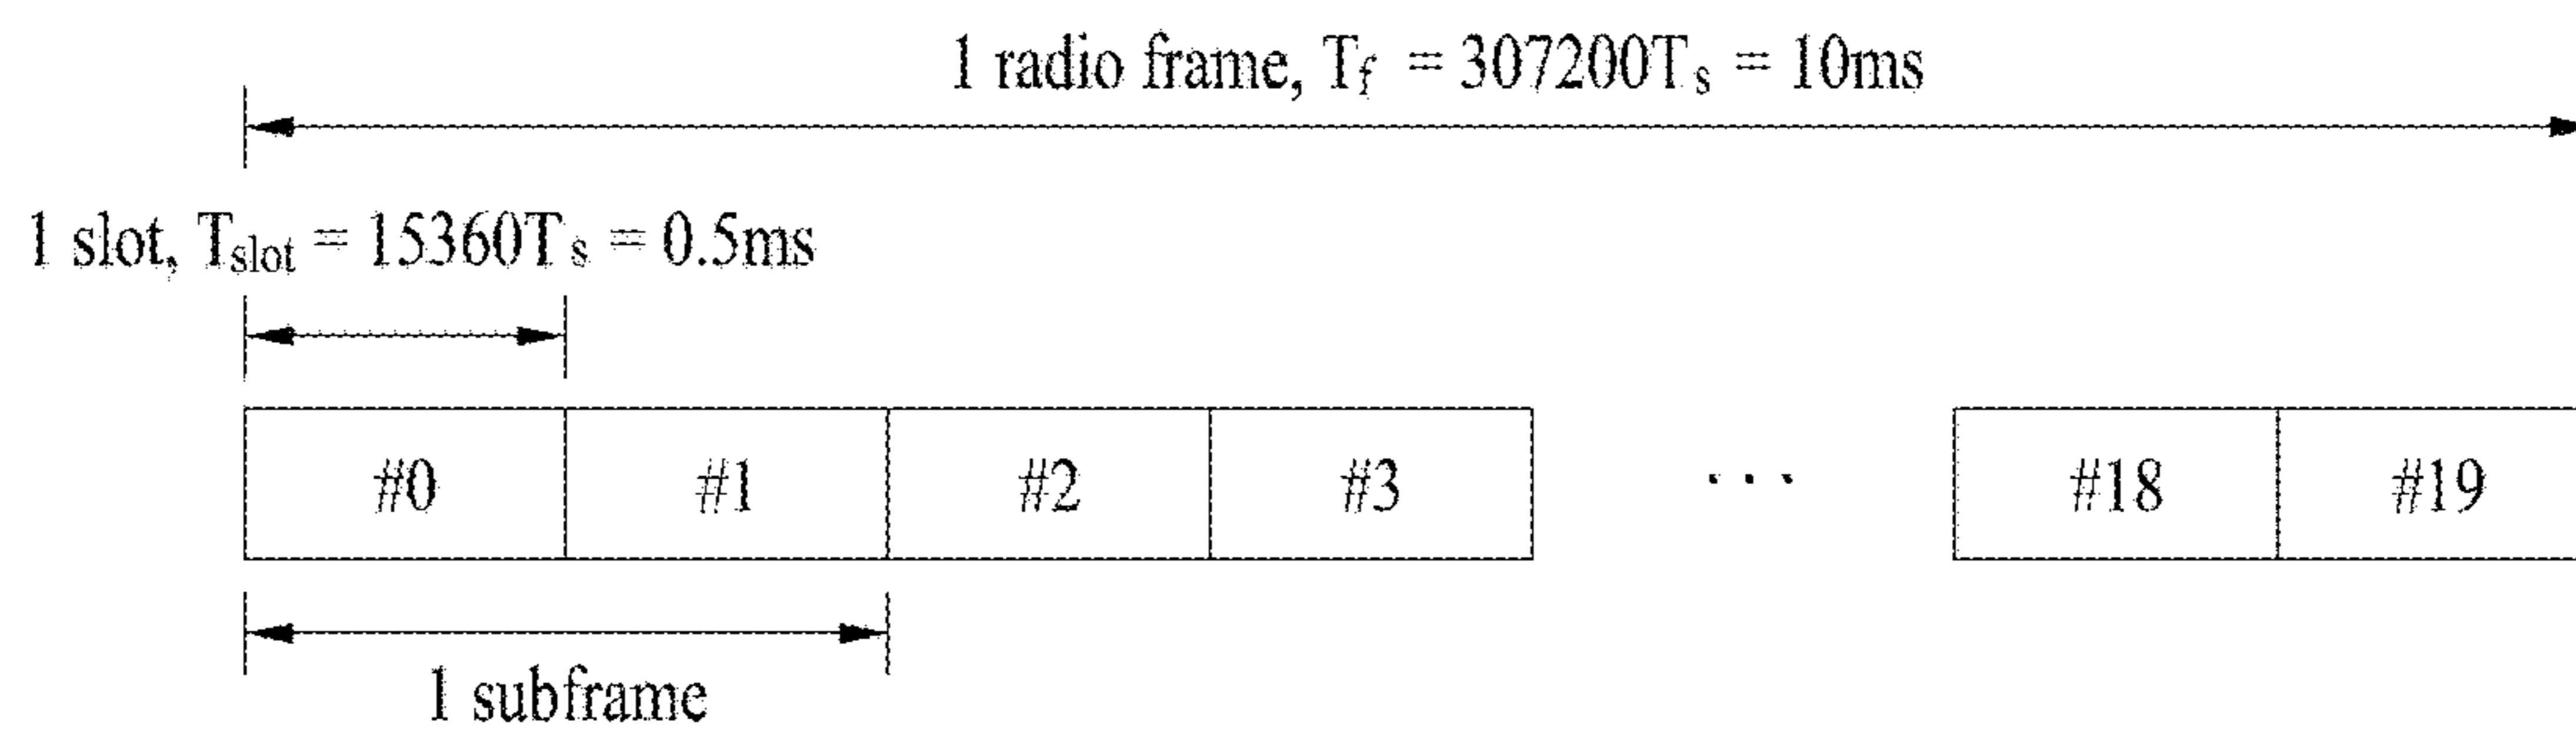 1 radio frame, Tf = 307200Ts = 10ms
1 slot, Tslot = 15360Ts = 0.5ms
#0 #1 #2 #3 ··· #18 #19
1 subframe